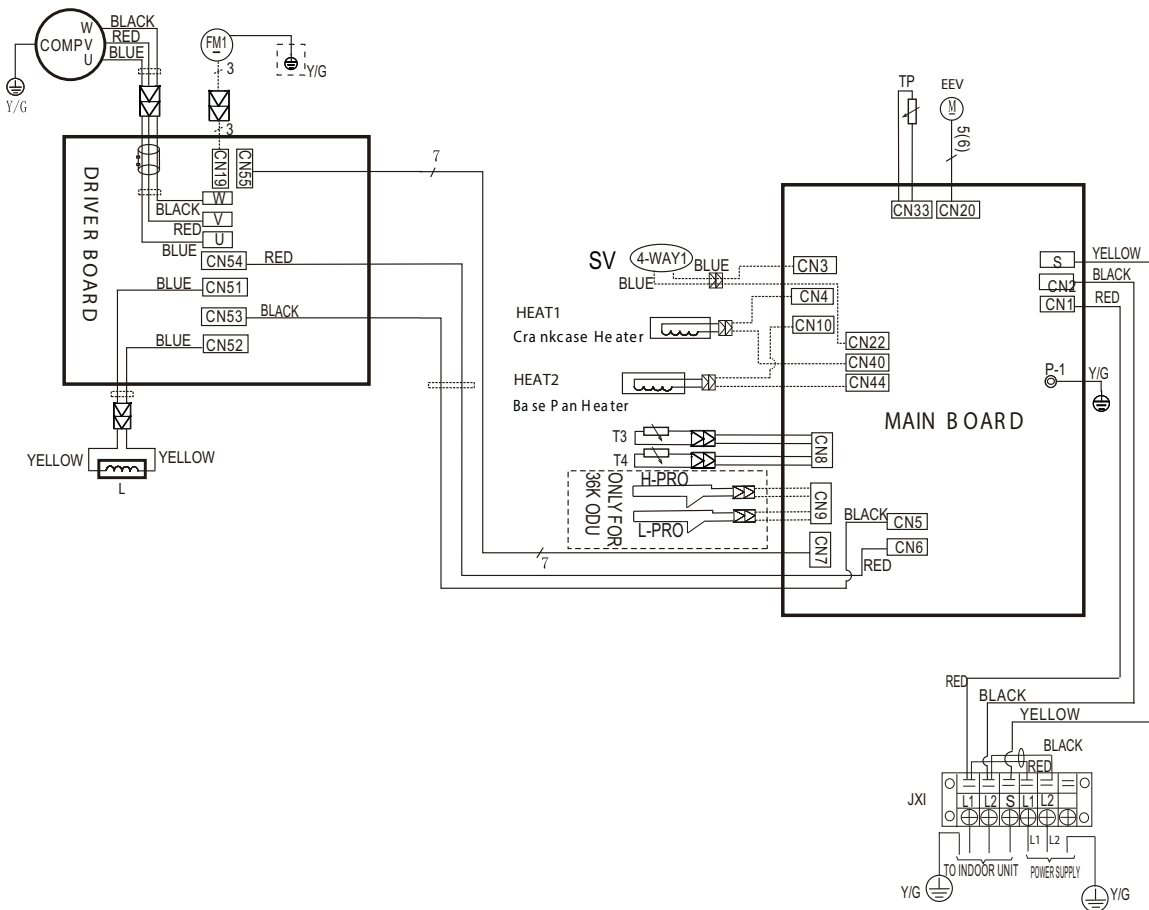 COMP
W
V
U
BLACK
RED
BLUE
Y/G
FM1
3
Y/G
3
CN19
CN55
7
DRIVER BOARD
W
V
U
BLACK
RED
BLUE
CN54
RED
BLUE
CN51
CN53
BLACK
BLUE
CN52
YELLOW
YELLOW
L
TP
EEV
M
5(6)
CN33
CN20
SV
4-WAY1
BLUE
BLUE
CN3
CN4
HEAT1
Crankcase Heater
CN10
CN22
CN40
HEAT2
CN44
Base Pan Heater
MAIN BOARD
S
YELLOW
BLACK
CN2
CN1
RED
P-1
Y/G
T3
T4
CN8
ONLY FOR
36K ODU
H-PRO
L-PRO
CN9
BLACK
CN5
CN7
CN6
RED
7
RED
BLACK
YELLOW
BLACK
RED
JXI
L1
L2
S
L1
L2
L1
L2
TO INDOOR UNIT
POWER SUPPLY
Y/G
Y/G